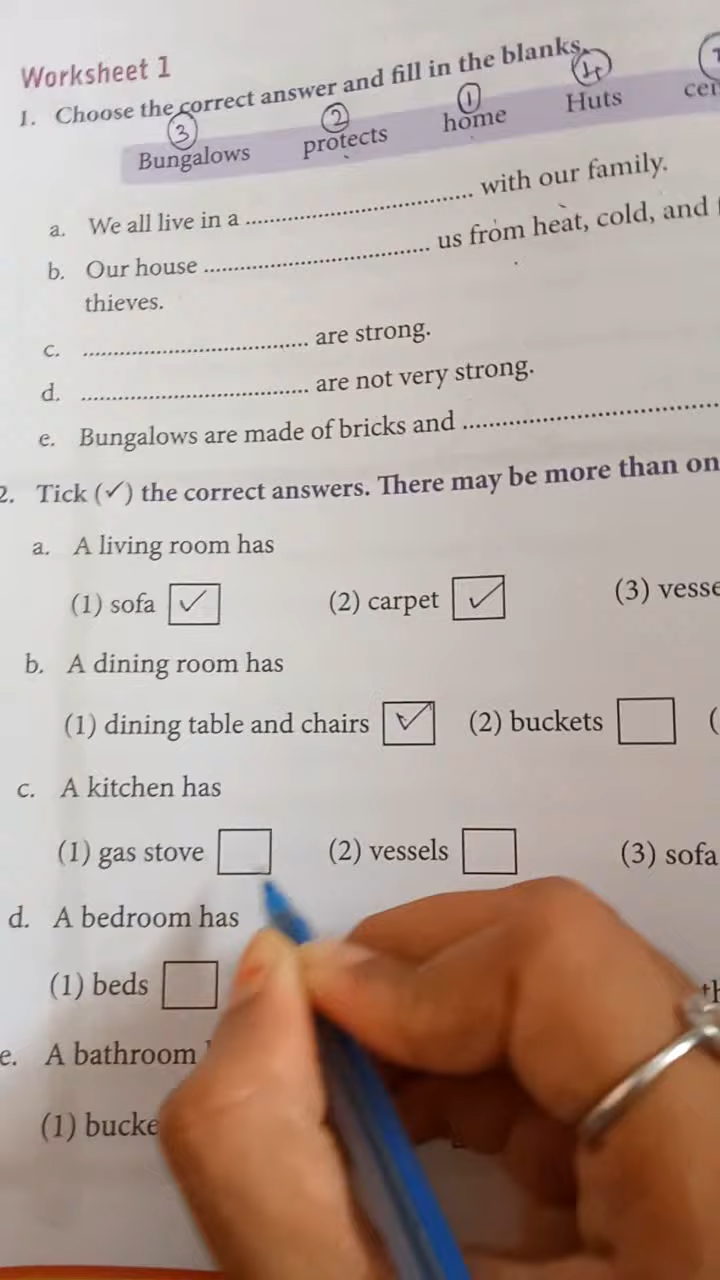 Worksheet 1
1. Choose the correct answer and fill in the blanks.
3 2 1 4
Bungalows protects home Huts
a. We all live in a ........ with our family.
b. Our house ........ us from heat, cold, and
thieves.
c. ........ are strong.
d. ........ are not very strong.
e. Bungalows are made of bricks and ........
2. Tick (✓) the correct answers. There may be more than
a. A living room has
(1) sofa ✓ (2) carpet ✓ (3)
b. A dining room has
(1) dining table and chairs ✓ (2) buckets
c. A kitchen has
(1) gas stove (2) vessels (3) sofa
d. A bedroom has
(1) beds
e. A bathroom
(1)